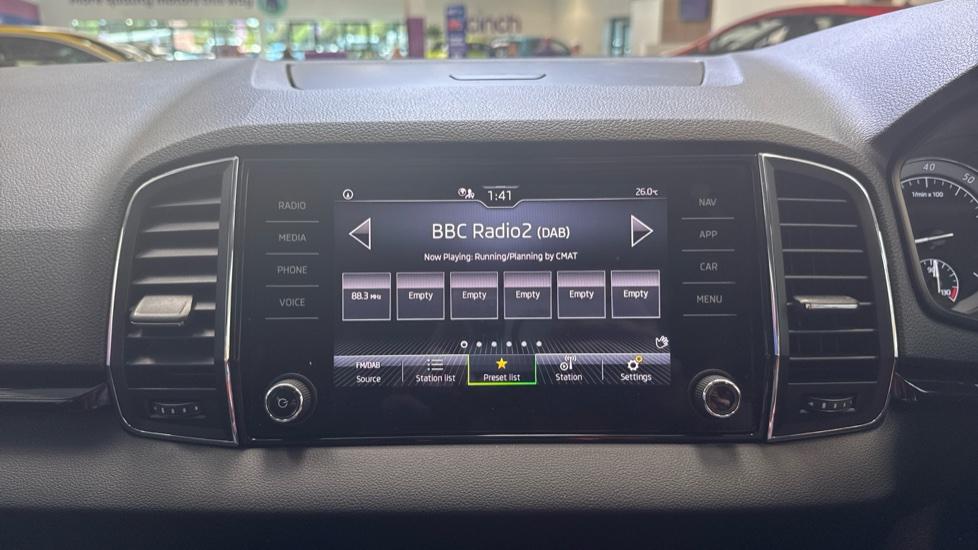 cinch
40
50
1/min x 100
90
130
RADIO
MEDIA
PHONE
VOICE
1:41
26.0°C
BBC Radio2 (DAB)
Now Playing: Running/Planning by CMAT
88.3 MHz
Empty
Empty
Empty
Empty
Empty
FM/DAB
Source
Station list
Preset list
Station
Settings
NAV
APP
CAR
MENU